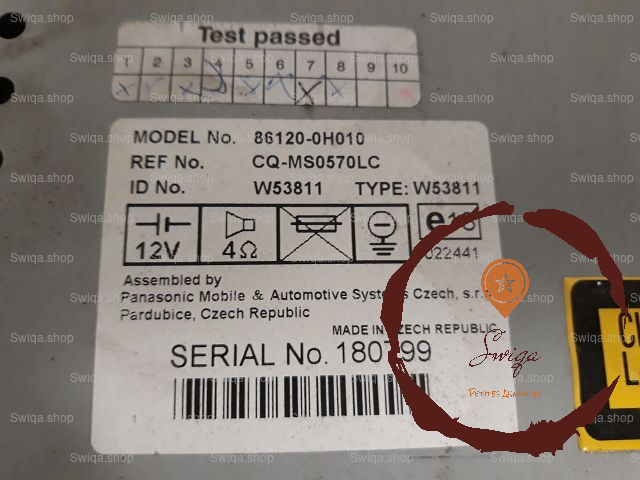 Test passed
2 3 4 5 6 7 8 9 10
MODEL No. 86120-0H010
REF No. CQ-MS0570LC
ID No. W53811 TYPE: W53811
12V 4Ω
022441
Assembled by
Panasonic Mobile & Automotive Systems Czech, s.r.o.
Pardubice, Czech Republic
MADE IN CZECH REPUBLIC
SERIAL No. 180799
Swiqa
PETITES ANNONCES
Swiqa.shop